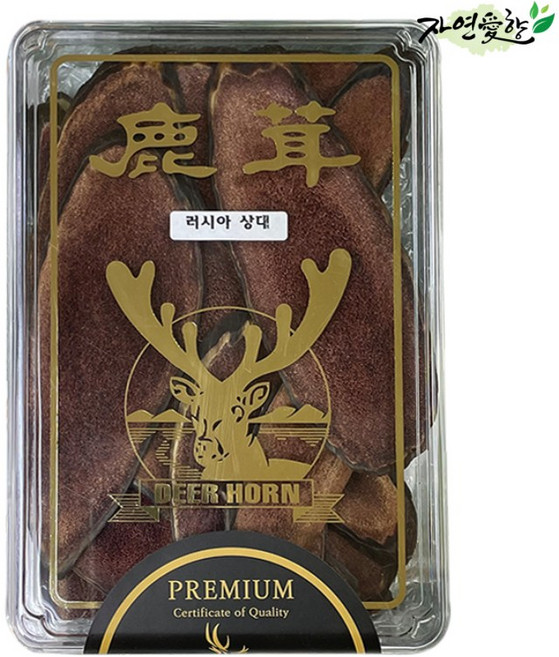 자연愛향
鹿茸
러시아 상대
DEER HORN
PREMIUM
Certificate of Quality